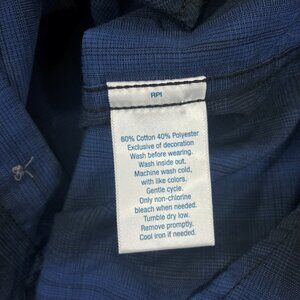 RPI
60% Cotton 40% Polyester
Exclusive of decoration
Wash before wearing.
Wash inside out.
Machine wash cold,
with like colors.
Gentle cycle.
Only non-chlorine
bleach when needed.
Tumble dry low.
Remove promptly.
Cool iron if needed.